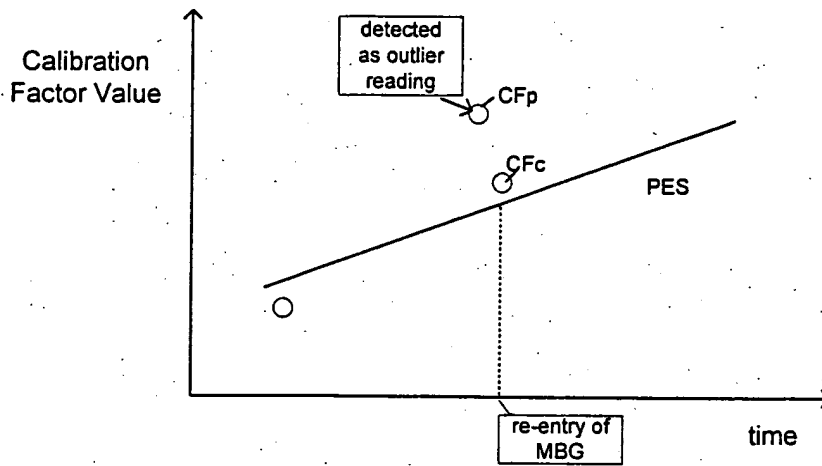 detected
as outlier
reading
Calibration
Factor Value
CFp
CFc
PES
re-entry of
MBG
time